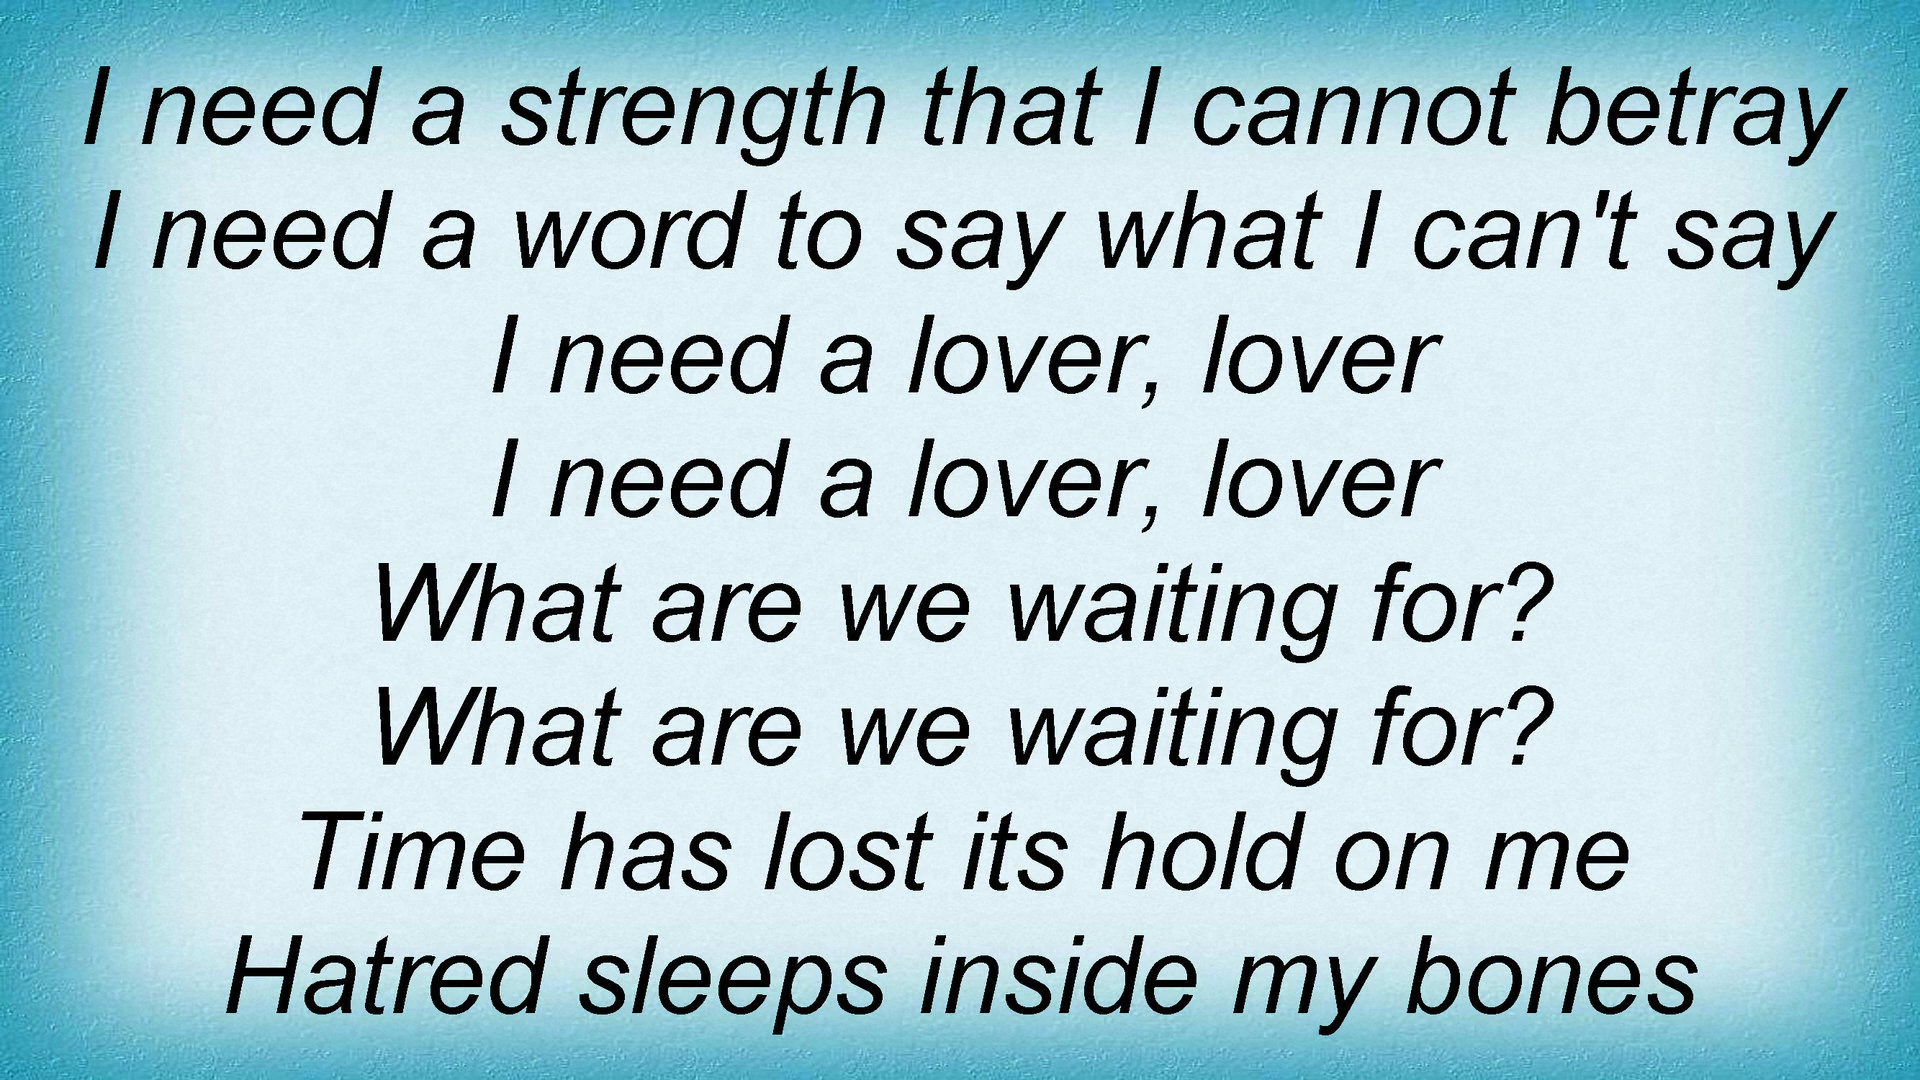 I need a strength that I cannot betray
I need a word to say what I can't say
I need a lover, lover
I need a lover, lover
What are we waiting for?
What are we waiting for?
Time has lost its hold on me
Hatred sleeps inside my bones